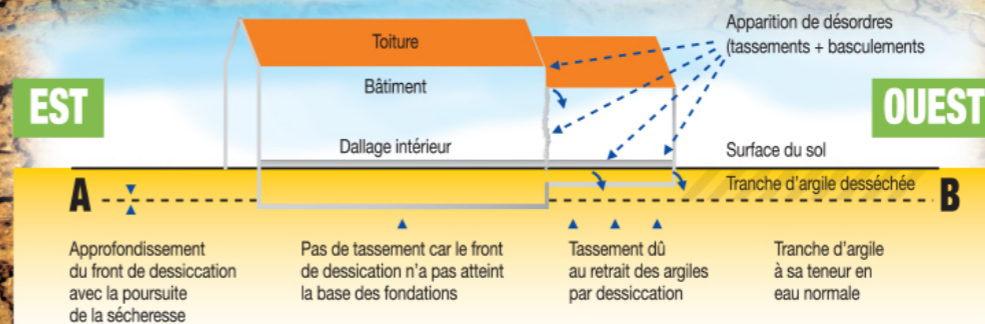 Toiture
Apparition de désordres
(tassements + basculements
Bâtiment
EST
OUEST
Dallage intérieur
Surface du sol
Tranche d'argile desséchée
A
B
Approfondissement
du front de dessiccation
avec la poursuite
de la sécheresse
Pas de tassement car le front
de dessication n'a pas atteint
la base des fondations
Tassement dû
au retrait des argiles
par dessiccation
Tranche d'argile
à sa teneur en
eau normale